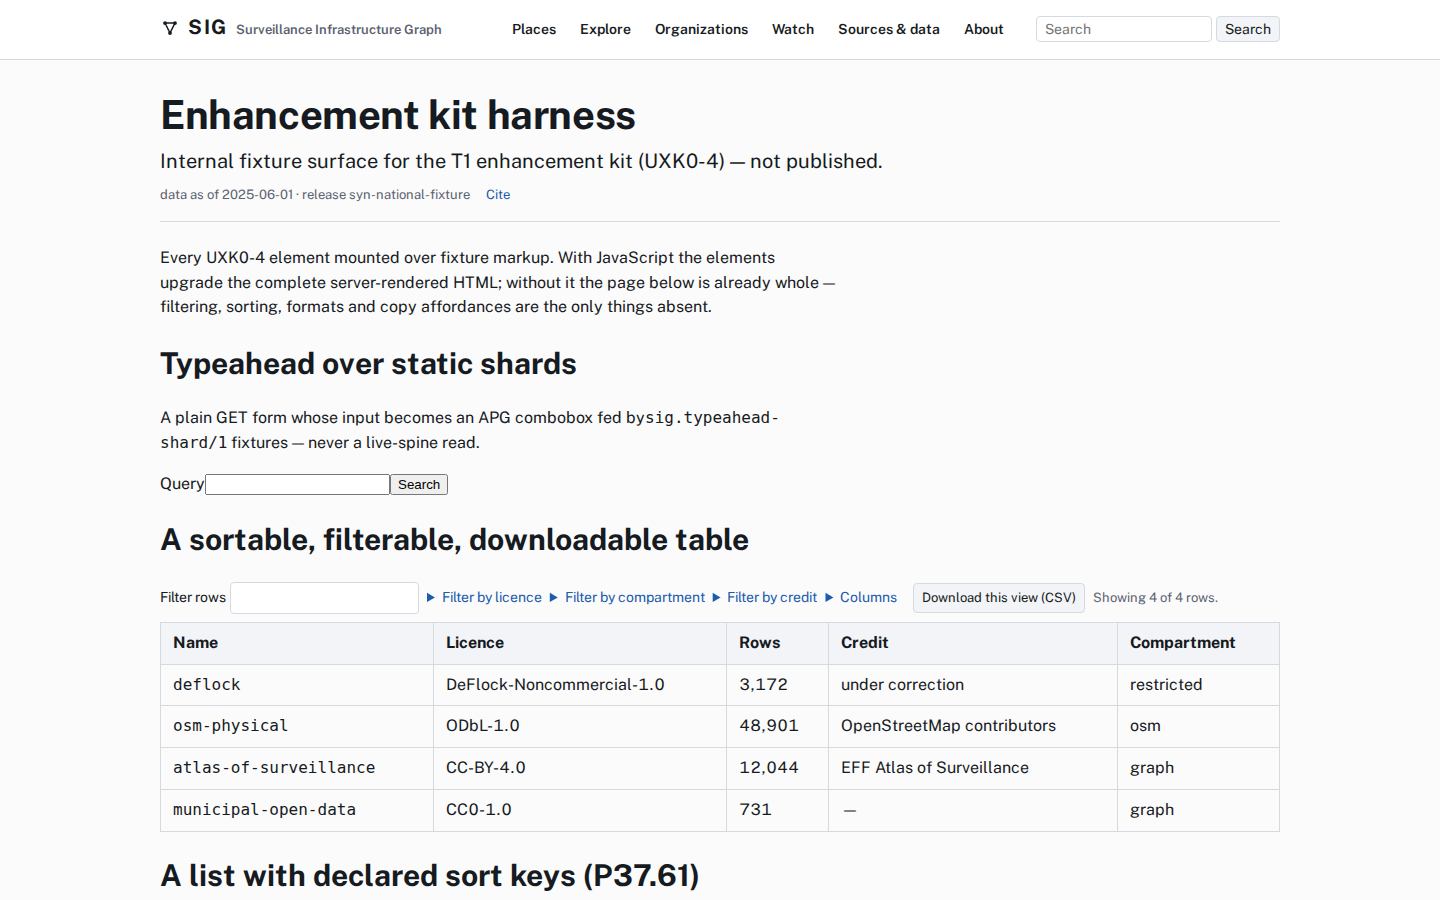 SIG Surveillance Infrastructure Graph Places Explore Organizations Watch Sources & data About Search Search
Enhancement kit harness
Internal fixture surface for the T1 enhancement kit (UXK0-4) — not published.
data as of 2025-06-01 · release syn-national-fixture Cite
Every UXK0-4 element mounted over fixture markup. With JavaScript the elements
upgrade the complete server-rendered HTML; without it the page below is already whole —
filtering, sorting, formats and copy affordances are the only things absent.
Typeahead over static shards
A plain GET form whose input becomes an APG combobox fed bysig.typeahead-
shard/1 fixtures — never a live-spine read.
Query Search
A sortable, filterable, downloadable table
Filter rows ▶ Filter by licence ▶ Filter by compartment ▶ Filter by credit ▶ Columns Download this view (CSV) Showing 4 of 4 rows.
Name Licence Rows Credit Compartment
deflock DeFlock-Noncommercial-1.0 3,172 under correction restricted
osm-physical ODbL-1.0 48,901 OpenStreetMap contributors osm
atlas-of-surveillance CC-BY-4.0 12,044 EFF Atlas of Surveillance graph
municipal-open-data CC0-1.0 731 — graph
A list with declared sort keys (P37.61)